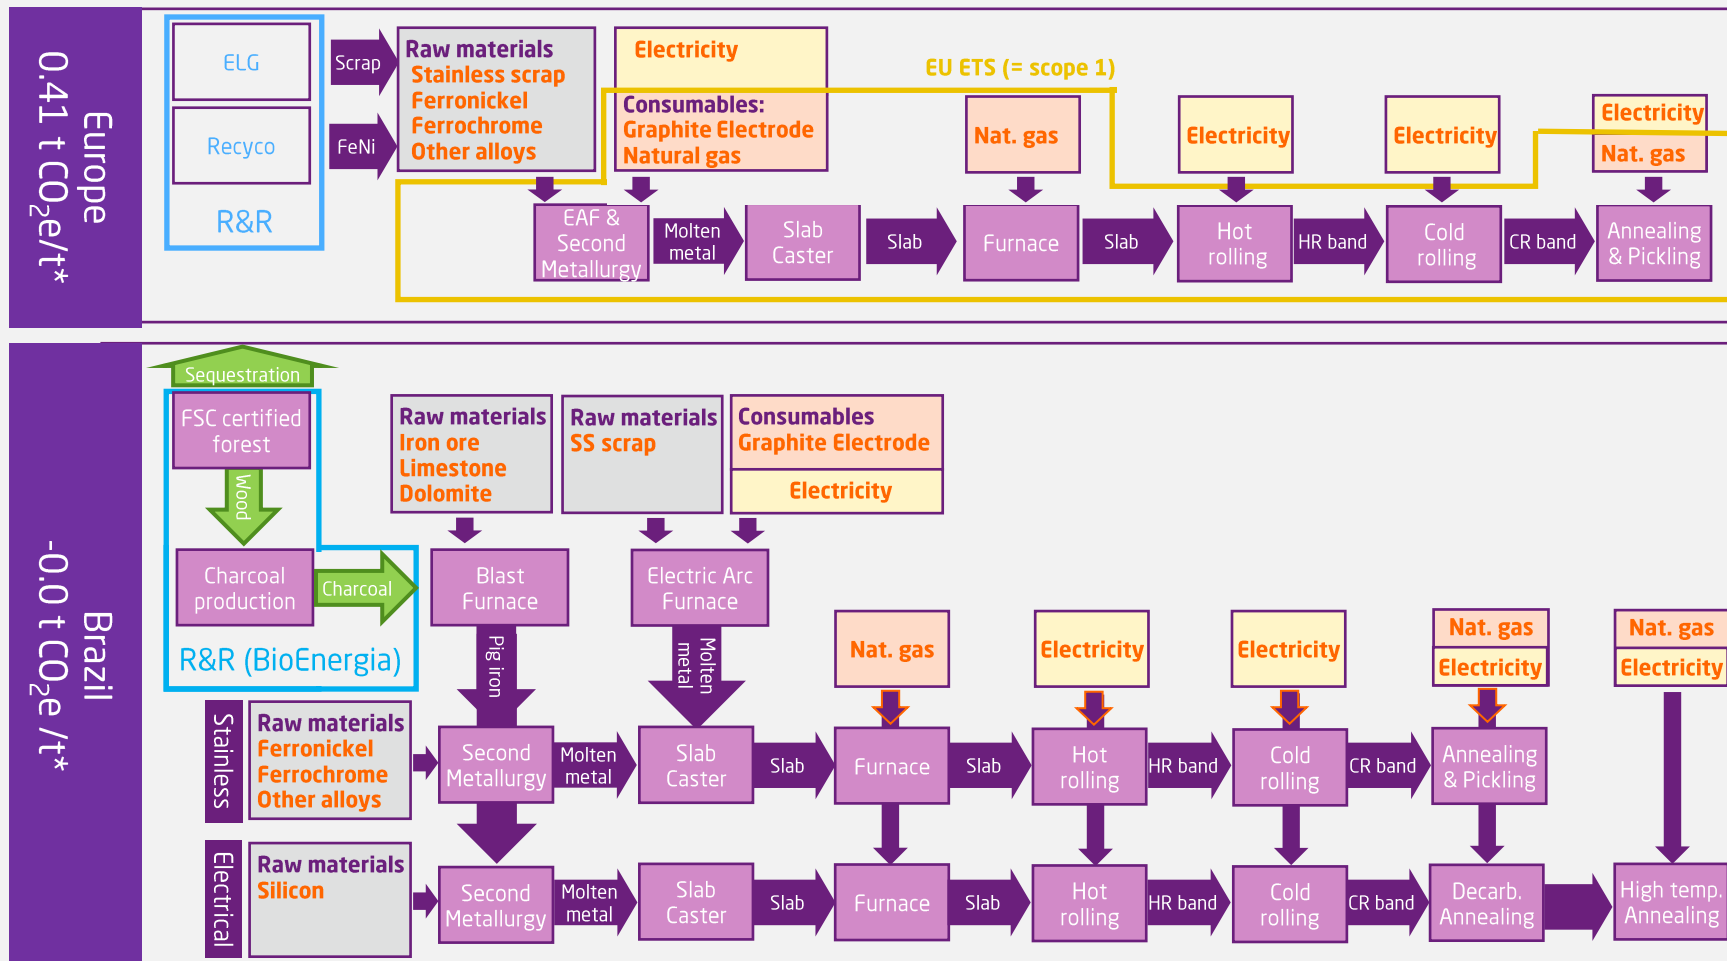 Europe
0.41 t CO2e/t*
ELG
Recyco
R&R
Scrap
FeNi
Raw materials
Stainless scrap
Ferronickel
Ferrochrome
Other alloys
Electricity
Consumables:
Graphite Electrode
Natural gas
EU ETS (= scope 1)
Nat. gas
Electricity
Electricity
Electricity
Nat. gas
EAF &
Second
Metallurgy
Molten
metal
Slab
Caster
Slab
Furnace
Slab
Hot
rolling
HR band
Cold
rolling
CR band
Annealing
& Pickling
Brazil
-0.0 t CO2e /t*
Sequestration
FSC certified
forest
Wood
Charcoal
production
Charcoal
R&R (BioEnergia)
Raw materials
Iron ore
Limestone
Dolomite
Raw materials
SS scrap
Consumables
Graphite Electrode
Electricity
Blast
Furnace
Electric Arc
Furnace
Pig iron
Molten
metal
Nat. gas
Electricity
Electricity
Nat. gas
Electricity
Nat. gas
Electricity
Stainless
Raw materials
Ferronickel
Ferrochrome
Other alloys
Second
Metallurgy
Molten
metal
Slab
Caster
Slab
Furnace
Slab
Hot
rolling
HR band
Cold
rolling
CR band
Annealing
& Pickling
Electrical
Raw materials
Silicon
Second
Metallurgy
Molten
metal
Slab
Caster
Slab
Furnace
Slab
Hot
rolling
HR band
Cold
rolling
CR band
Decarb.
Annealing
High temp.
Annealing